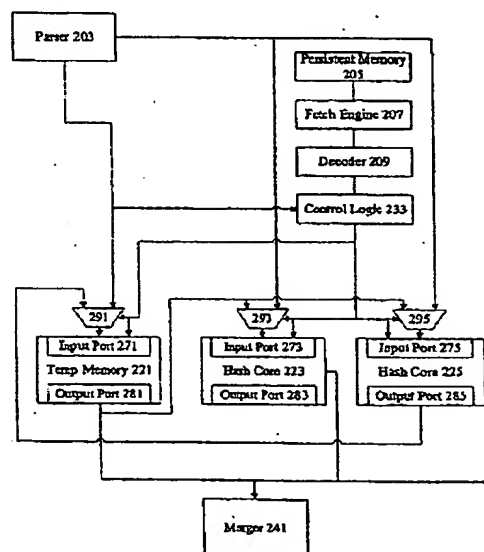 Parser 203
Persistent Memory
205
Fetch Engine 207
Decoder 209
Control Logic 233
291
293
295
Input Port 271
Temp Memory 221
Output Port 281
Input Port 273
Hash Core 223
Output Port 283
Input Port 275
Hash Core 225
Output Port 285
Merger 241